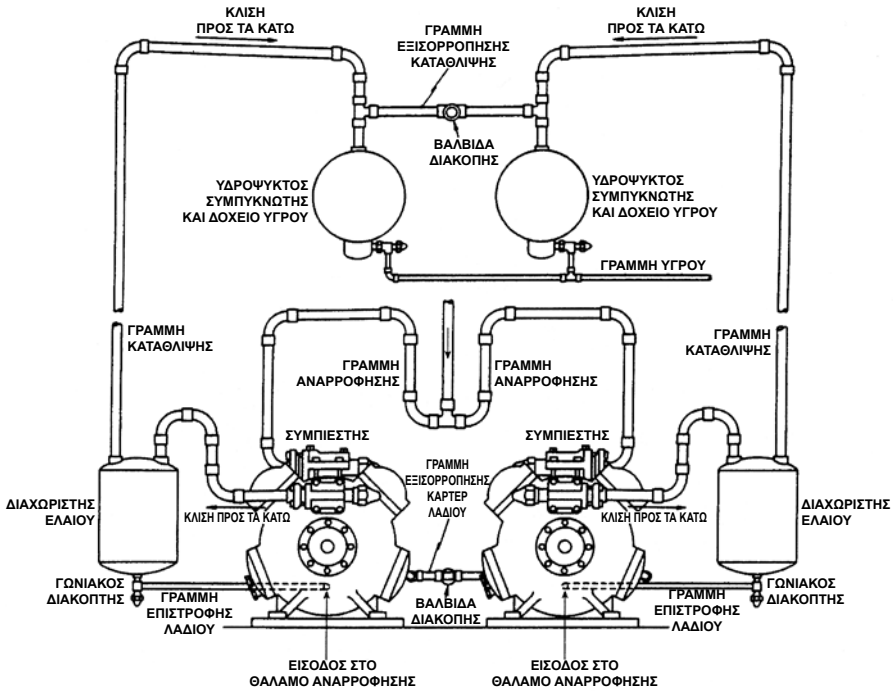 ΚΛΙΣΗ
ΠΡΟΣ ΤΑ ΚΑΤΩ
ΓΡΑΜΜΗ
ΕΞΙΣΟΡΡΟΠΗΣΗΣ
ΚΑΤΑΘΛΙΨΗΣ
ΚΛΙΣΗ
ΠΡΟΣ ΤΑ ΚΑΤΩ
ΒΑΛΒΙΔΑ
ΔΙΑΚΟΠΗΣ
ΥΔΡΟΨΥΚΤΟΣ
ΣΥΜΠΥΚΝΩΤΗΣ
ΚΑΙ ΔΟΧΕΙΟ ΥΓΡΟΥ
ΥΔΡΟΨΥΚΤΟΣ
ΣΥΜΠΥΚΝΩΤΗΣ
ΚΑΙ ΔΟΧΕΙΟ ΥΓΡΟΥ
ΓΡΑΜΜΗ ΥΓΡΟΥ
ΓΡΑΜΜΗ
ΚΑΤΑΘΛΙΨΗΣ
ΓΡΑΜΜΗ
ΑΝΑΡΡΟΦΗΣΗΣ
ΓΡΑΜΜΗ
ΑΝΑΡΡΟΦΗΣΗΣ
ΓΡΑΜΜΗ
ΚΑΤΑΘΛΙΨΗΣ
ΣΥΜΠΙΕΣΤΗΣ
ΣΥΜΠΙΕΣΤΗΣ
ΓΡΑΜΜΗ
ΕΞΙΣΟΡΡΟΠΗΣΗΣ
ΚΑΡΤΕΡ
ΛΑΔΙΟΥ
ΔΙΑΧΩΡΙΣΤΗΣ
ΕΛΑΙΟΥ
ΚΛΙΣΗ ΠΡΟΣ ΤΑ ΚΑΤΩ
ΚΛΙΣΗ ΠΡΟΣ ΤΑ ΚΑΤΩ
ΔΙΑΧΩΡΙΣΤΗΣ
ΕΛΑΙΟΥ
ΓΩΝΙΑΚΟΣ
ΔΙΑΚΟΠΤΗΣ
ΓΡΑΜΜΗ
ΕΠΙΣΤΡΟΦΗΣ
ΛΑΔΙΟΥ
ΒΑΛΒΙΔΑ
ΔΙΑΚΟΠΗΣ
ΓΡΑΜΜΗ
ΕΠΙΣΤΡΟΦΗΣ
ΛΑΔΙΟΥ
ΓΩΝΙΑΚΟΣ
ΔΙΑΚΟΠΤΗΣ
ΕΙΣΟΔΟΣ ΣΤΟ
ΘΑΛΑΜΟ ΑΝΑΡΡΟΦΗΣΗΣ
ΕΙΣΟΔΟΣ ΣΤΟ
ΘΑΛΑΜΟ ΑΝΑΡΡΟΦΗΣΗΣ